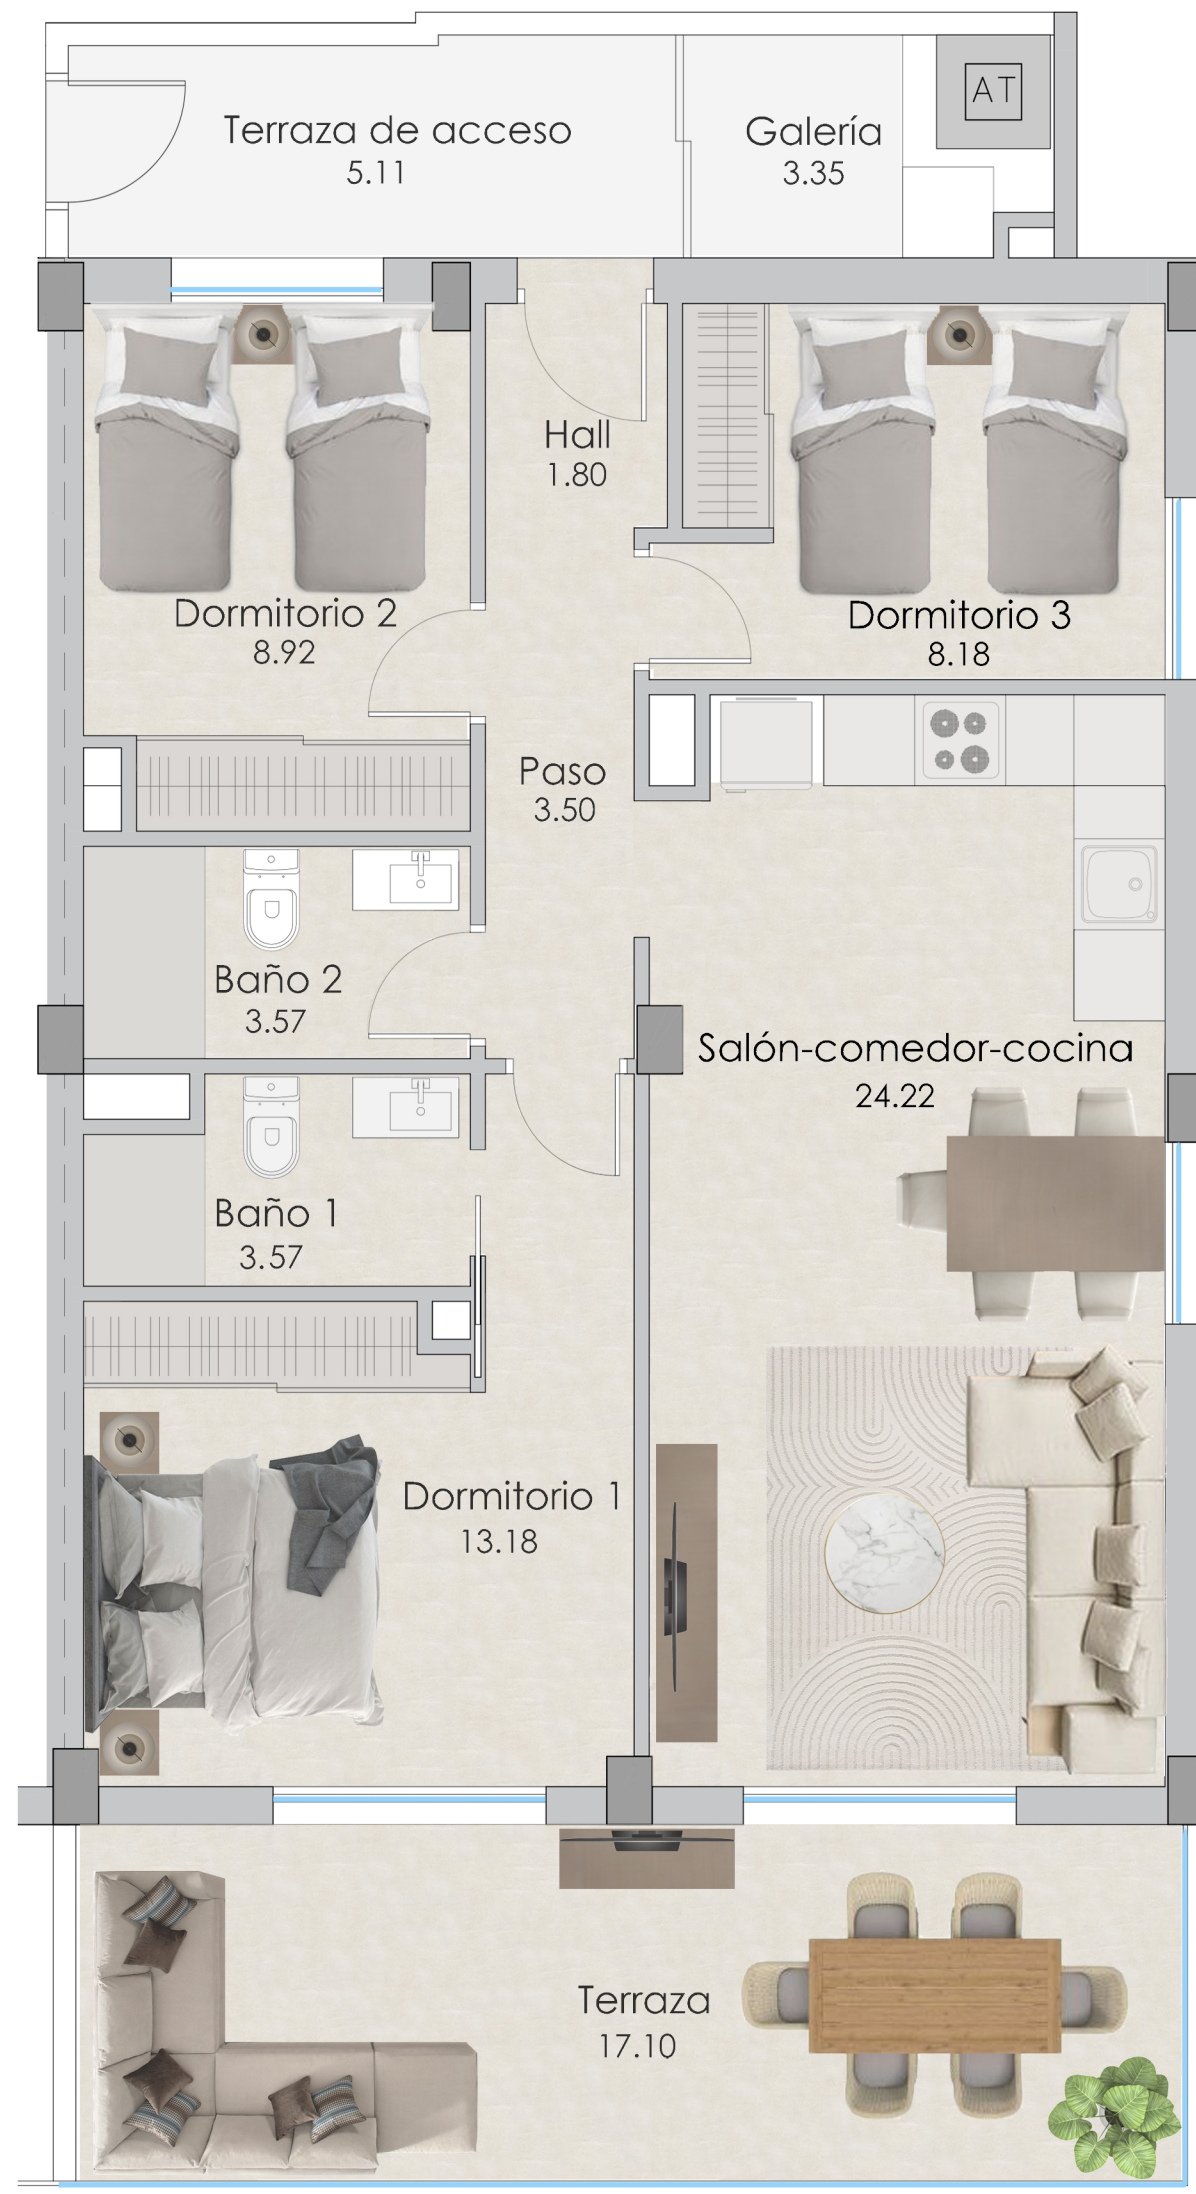 Terraza de acceso
5.11
Galería
3.35
AT
Hall
1.80
Dormitorio 2
8.92
Dormitorio 3
8.18
Paso
3.50
Baño 2
3.57
Salón-comedor-cocina
24.22
Baño 1
3.57
Dormitorio 1
13.18
Terraza
17.10